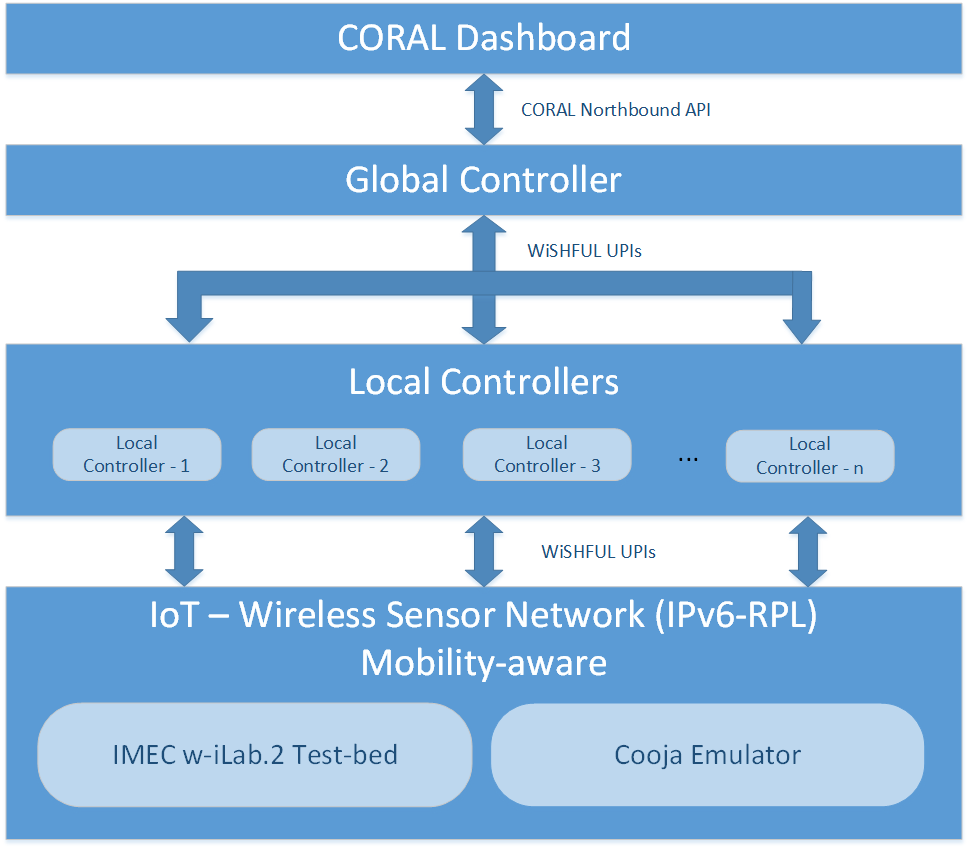 CORAL Dashboard
CORAL Northbound API
Global Controller
WiSHFUL UPIs
Local Controllers
Local
Controller - 1
Local
Controller - 2
Local
Controller - 3
...
Local
Controller - n
WiSHFUL UPIs
IoT – Wireless Sensor Network (IPv6-RPL)
Mobility-aware
IMEC w-iLab.2 Test-bed
Cooja Emulator